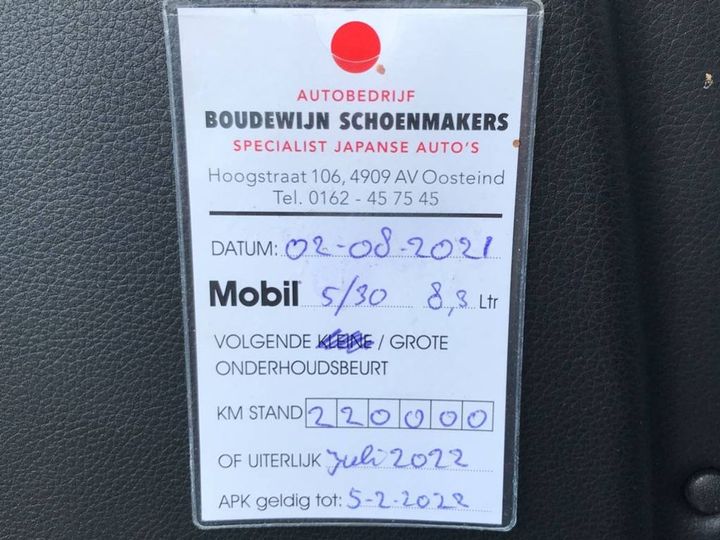 AUTOBEDRIJF
BOUDEWIJN SCHOENMAKERS
SPECIALIST JAPANSE AUTO'S
Hoogstraat 106, 4909 AV Oosteind
Tel. 0162 - 45 75 45
DATUM: 02-08-2021
Mobil 5/30 8,3 Ltr
VOLGENDE KLEINE / GROTE
ONDERHOUDSBEURT
KM STAND 220000
OF UITERLIJK juli 2022
APK geldig tot: 5-2-2022